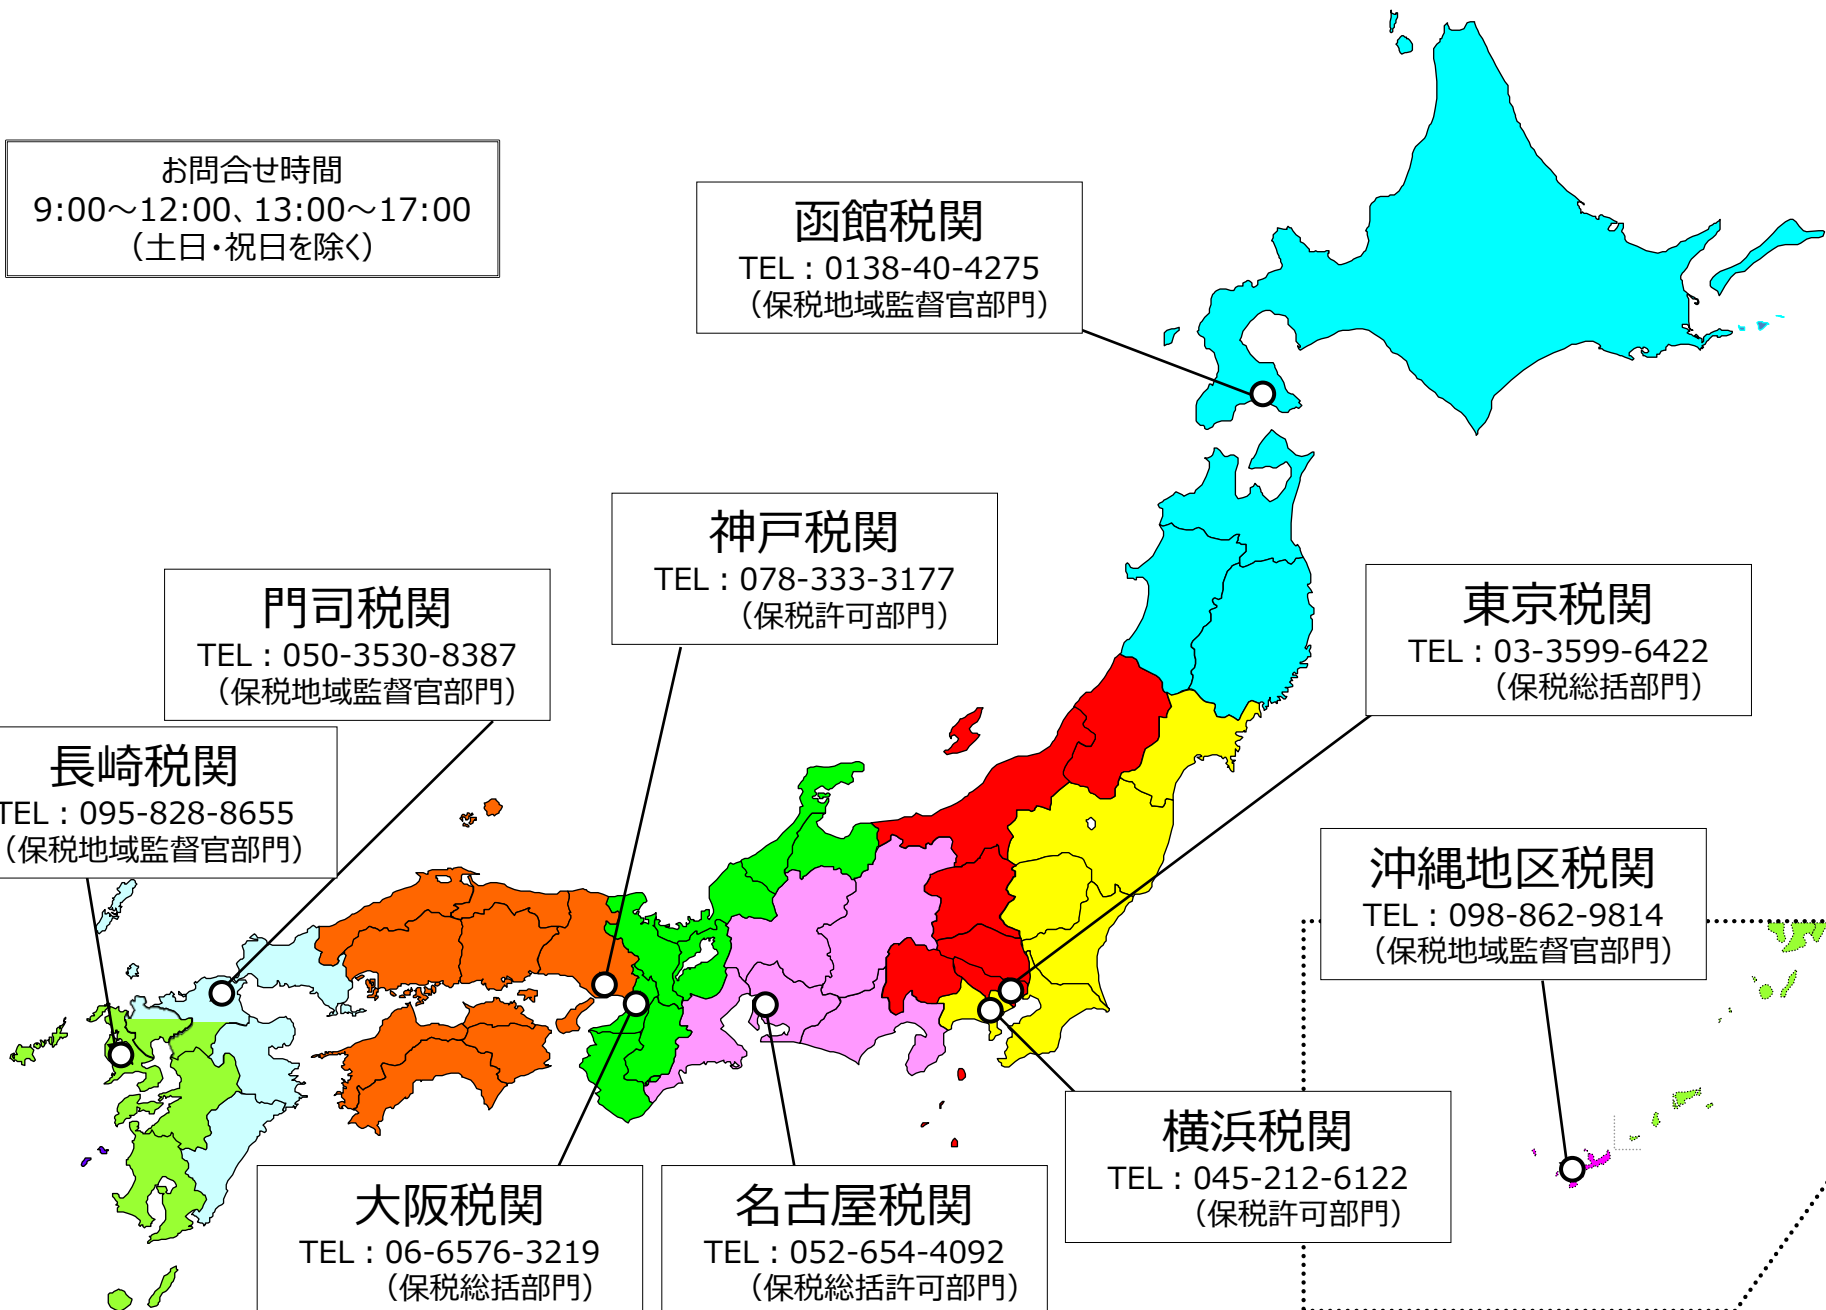 お問合せ時間
9:00～12:00、13:00～17:00
（土日・祝日を除く）
函館税関
TEL：0138-40-4275
（保税地域監督官部門）
神戸税関
TEL：078-333-3177
（保税許可部門）
門司税関
TEL：050-3530-8387
（保税地域監督官部門）
東京税関
TEL：03-3599-6422
（保税総括部門）
長崎税関
TEL：095-828-8655
（保税地域監督官部門）
沖縄地区税関
TEL：098-862-9814
（保税地域監督官部門）
横浜税関
TEL：045-212-6122
（保税許可部門）
大阪税関
TEL：06-6576-3219
（保税総括部門）
名古屋税関
TEL：052-654-4092
（保税総括許可部門）